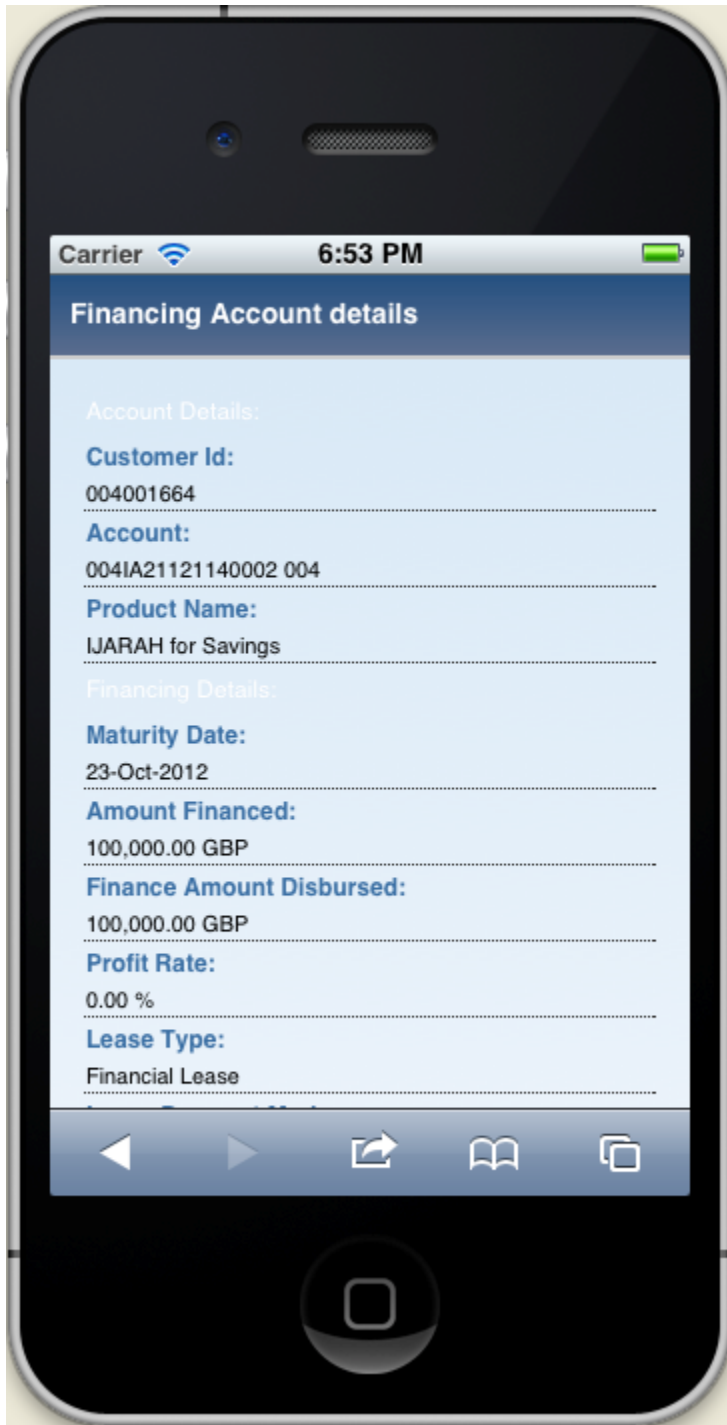 Carrier 6:53 PM
Financing Account details
Account Details:
Customer Id:
004001664
Account:
004IA21121140002 004
Product Name:
IJARAH for Savings
Financing Details:
Maturity Date:
23-Oct-2012
Amount Financed:
100,000.00 GBP
Finance Amount Disbursed:
100,000.00 GBP
Profit Rate:
0.00 %
Lease Type:
Financial Lease